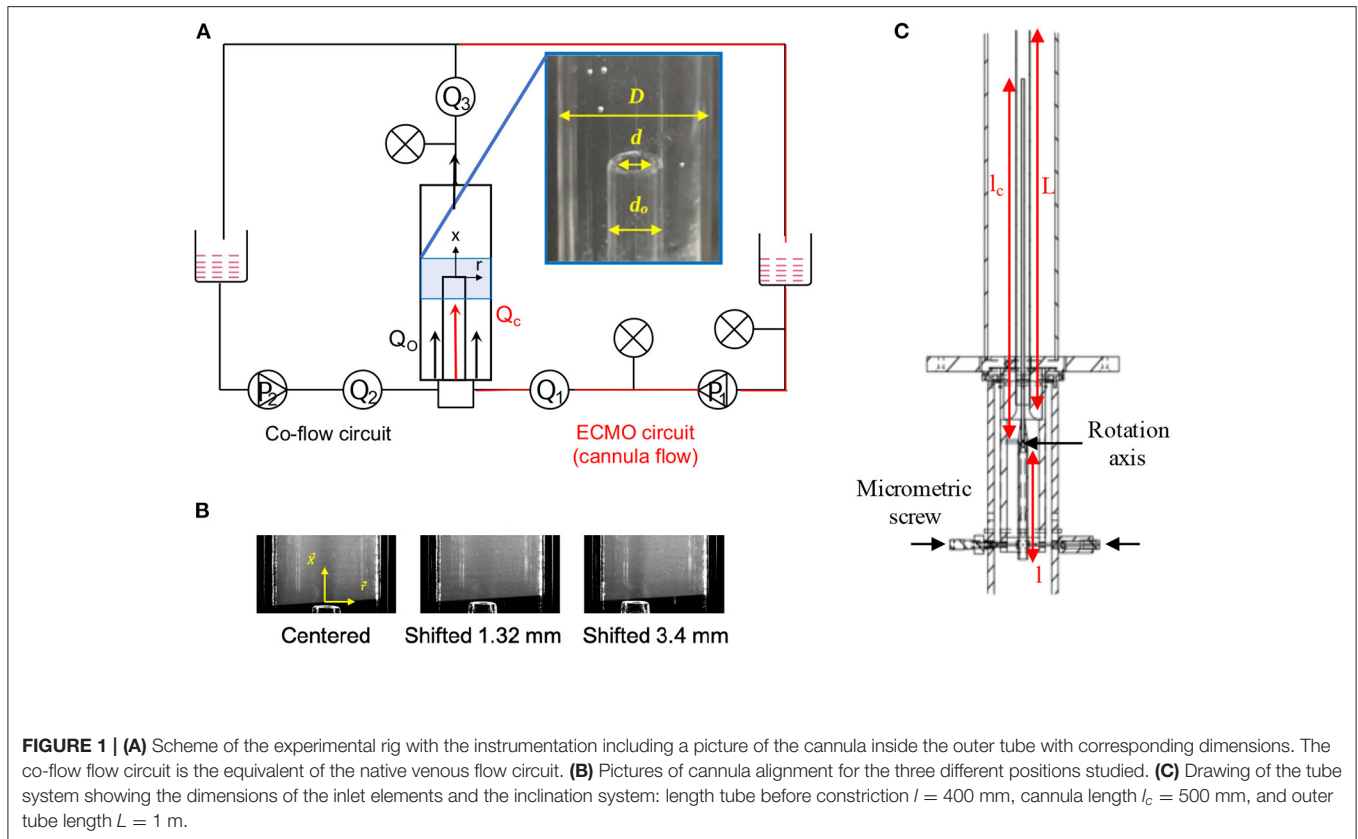 A
Q3
D
d
do
x
r
Qc
QO
P2
Q2
Q1
P1
Co-flow circuit
ECMO circuit
(cannula flow)
B
x
r
Centered
Shifted 1.32 mm
Shifted 3.4 mm
C
lc
L
Rotation
axis
Micrometric
screw
l
FIGURE 1 | (A) Scheme of the experimental rig with the instrumentation including a picture of the cannula inside the outer tube with corresponding dimensions. The
co-flow flow circuit is the equivalent of the native venous flow circuit. (B) Pictures of cannula alignment for the three different positions studied. (C) Drawing of the tube
system showing the dimensions of the inlet elements and the inclination system: length tube before constriction l = 400 mm, cannula length lc = 500 mm, and outer
tube length L = 1 m.